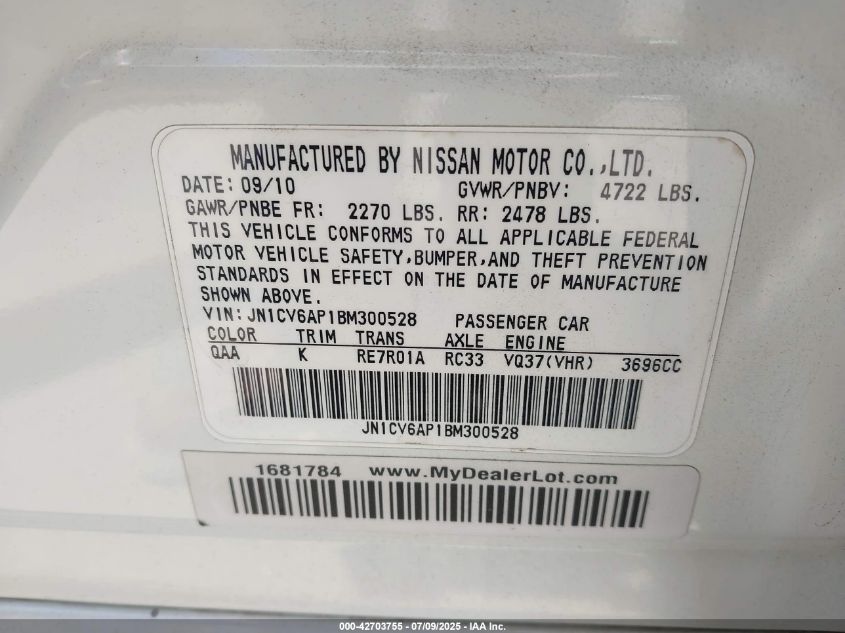 MANUFACTURED BY NISSAN MOTOR CO.,LTD.
DATE: 09/10 GVWR/PNBV: 4722 LBS.
GAWR/PNBE FR: 2270 LBS. RR: 2478 LBS.
THIS VEHICLE CONFORMS TO ALL APPLICABLE FEDERAL
MOTOR VEHICLE SAFETY,BUMPER,AND THEFT PREVENTION
STANDARDS IN EFFECT ON THE DATE OF MANUFACTURE
SHOWN ABOVE.
VIN:JN1CV6AP1BM300528 PASSENGER CAR
COLOR TRIM TRANS AXLE ENGINE
QAA K RE7R01A RC33 VQ37(VHR) 3696CC
JN1CV6AP1BM300528
1681784 www.MyDealerLot.com
000-42703755 - 07/09/2025 - IAA Inc.